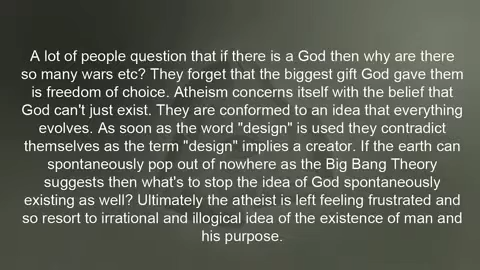 A lot of people question that if there is a God then why are there
so many wars etc? They forget that the biggest gift God gave them
is freedom of choice. Atheism concerns itself with the belief that
God can't just exist. They are conformed to an idea that everything
evolves. As soon as the word "design" is used they contradict
themselves as the term "design" implies a creator. If the earth can
spontaneously pop out of nowhere as the Big Bang Theory
suggests then what's to stop the idea of God spontaneously
existing as well? Ultimately the atheist is left feeling frustrated and
so resort to irrational and illogical idea of the existence of man and
his purpose.